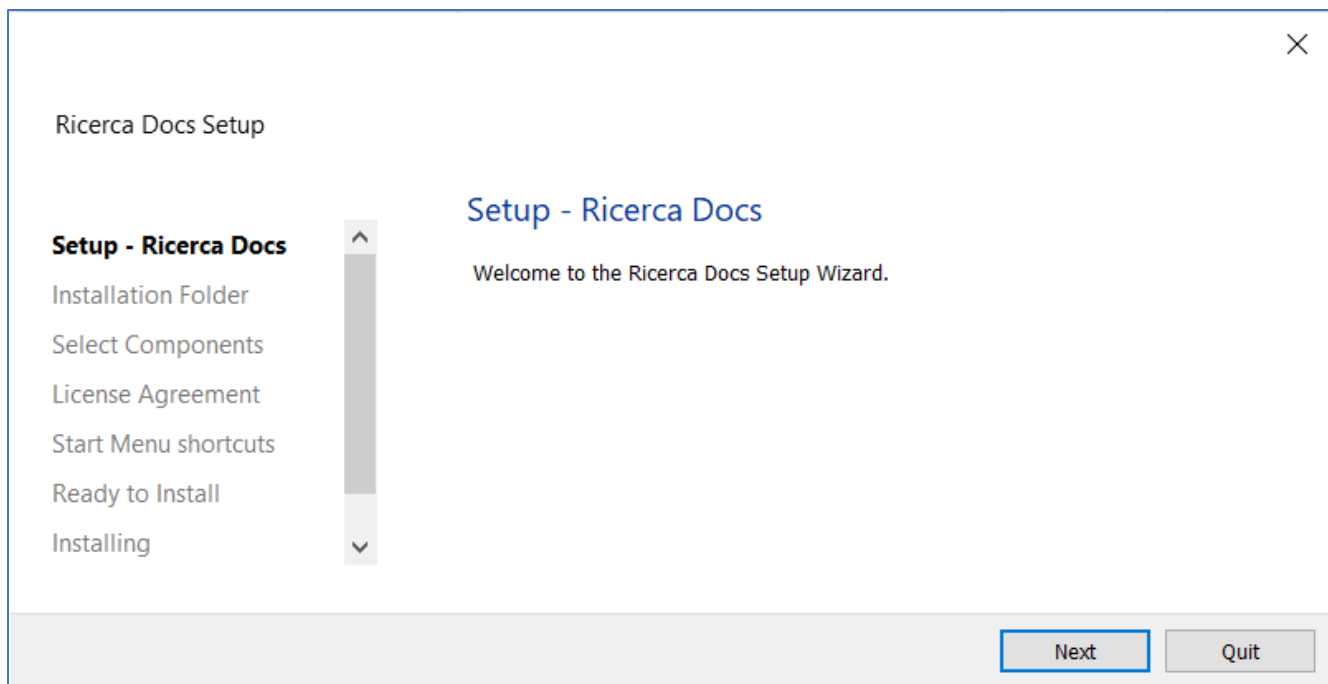 Ricerca Docs Setup
Setup - Ricerca Docs
Installation Folder
Select Components
License Agreement
Start Menu shortcuts
Ready to Install
Installing
Setup - Ricerca Docs
Welcome to the Ricerca Docs Setup Wizard.
Next
Quit